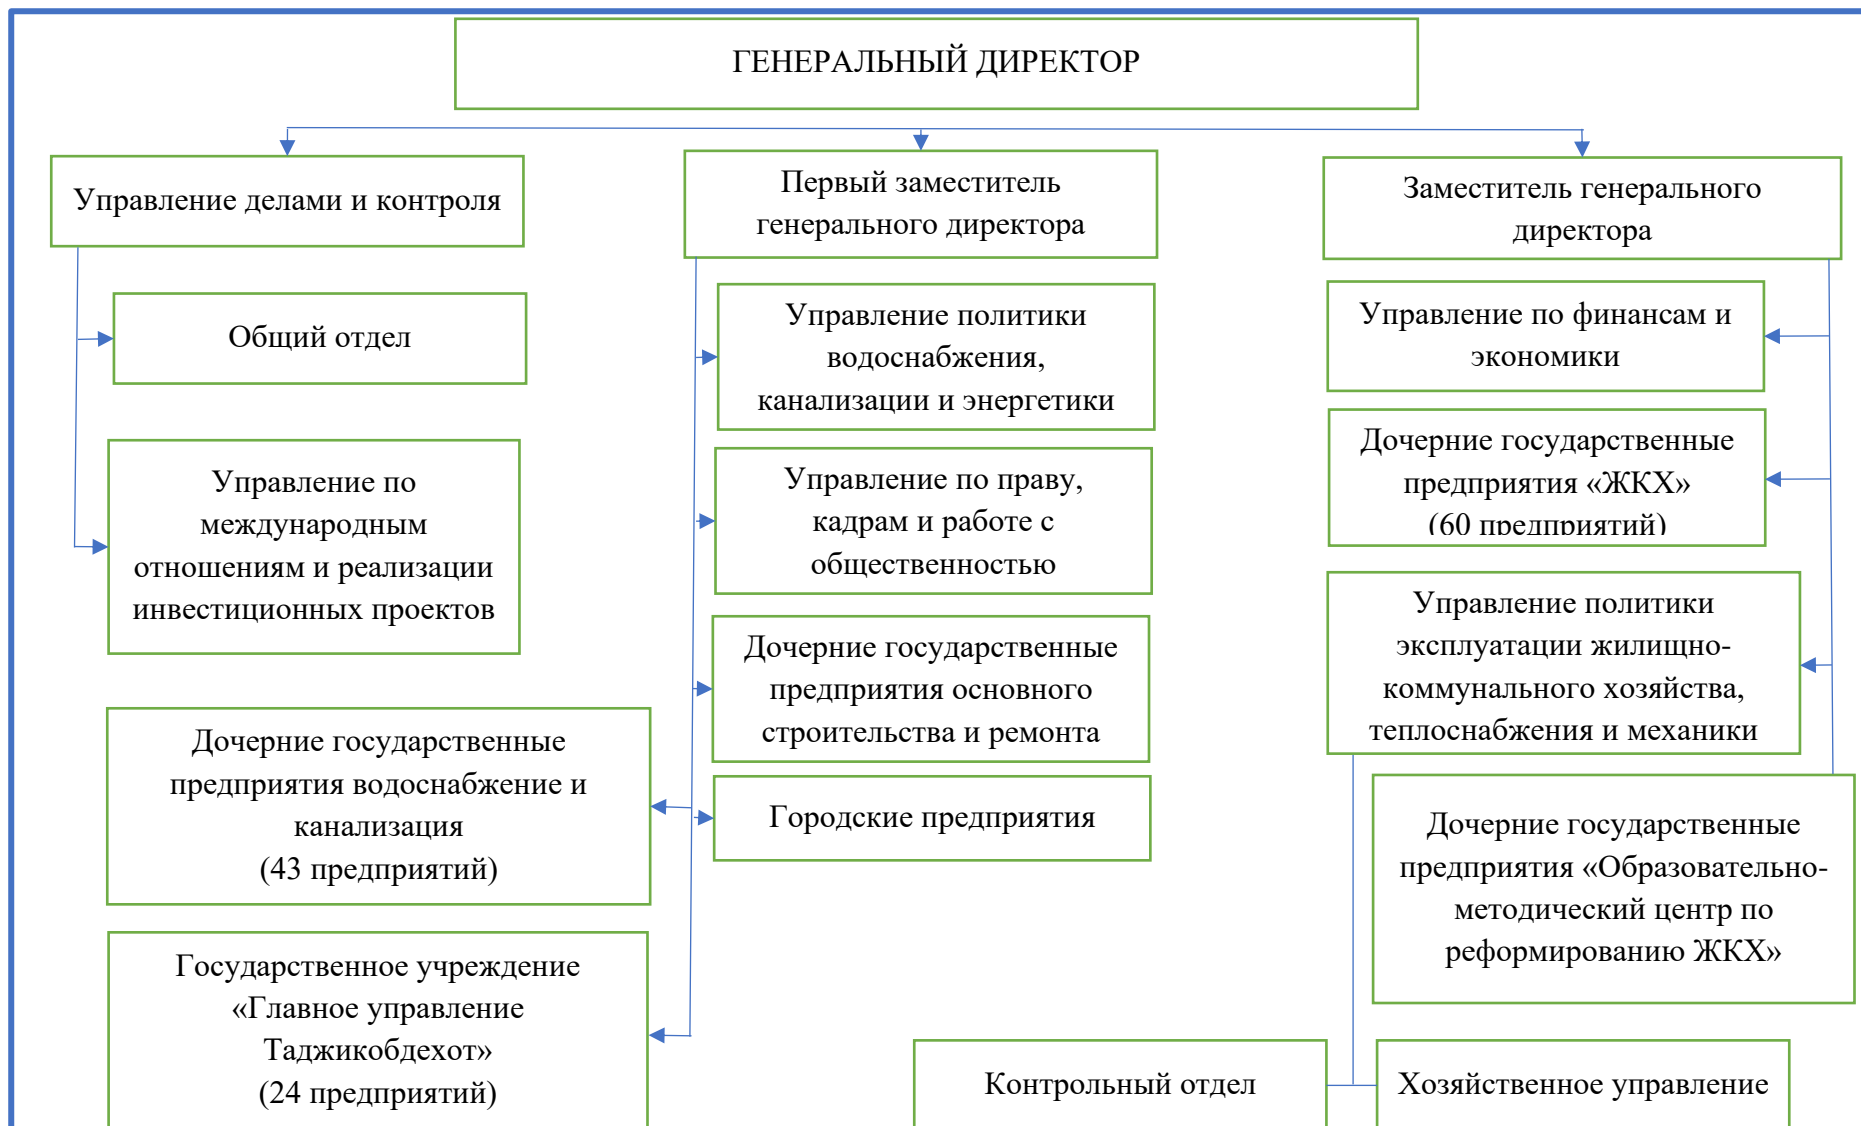 ГЕНЕРАЛЬНЫЙ ДИРЕКТОР
Управление делами и контроля
Первый заместитель
генерального директора
Заместитель генерального
директора
Общий отдел
Управление по
международным
отношениям и реализации
инвестиционных проектов
Дочерние государственные
предприятия водоснабжение и
канализация
(43 предприятий)
Государственное учреждение
«Главное управление
Таджикобдехот»
(24 предприятий)
Управление политики
водоснабжения,
канализации и энергетики
Управление по праву,
кадрам и работе с
общественностью
Дочерние государственные
предприятия основного
строительства и ремонта
Городские предприятия
Управление по финансам и
экономики
Дочерние государственные
предприятия «ЖКХ»
(60 предприятий)
Управление политики
эксплуатации жилищно-
коммунального хозяйства,
теплоснабжения и механики
Дочерние государственные
предприятия «Образовательно-
методический центр по
реформированию ЖКХ»
Контрольный отдел
Хозяйственное управление